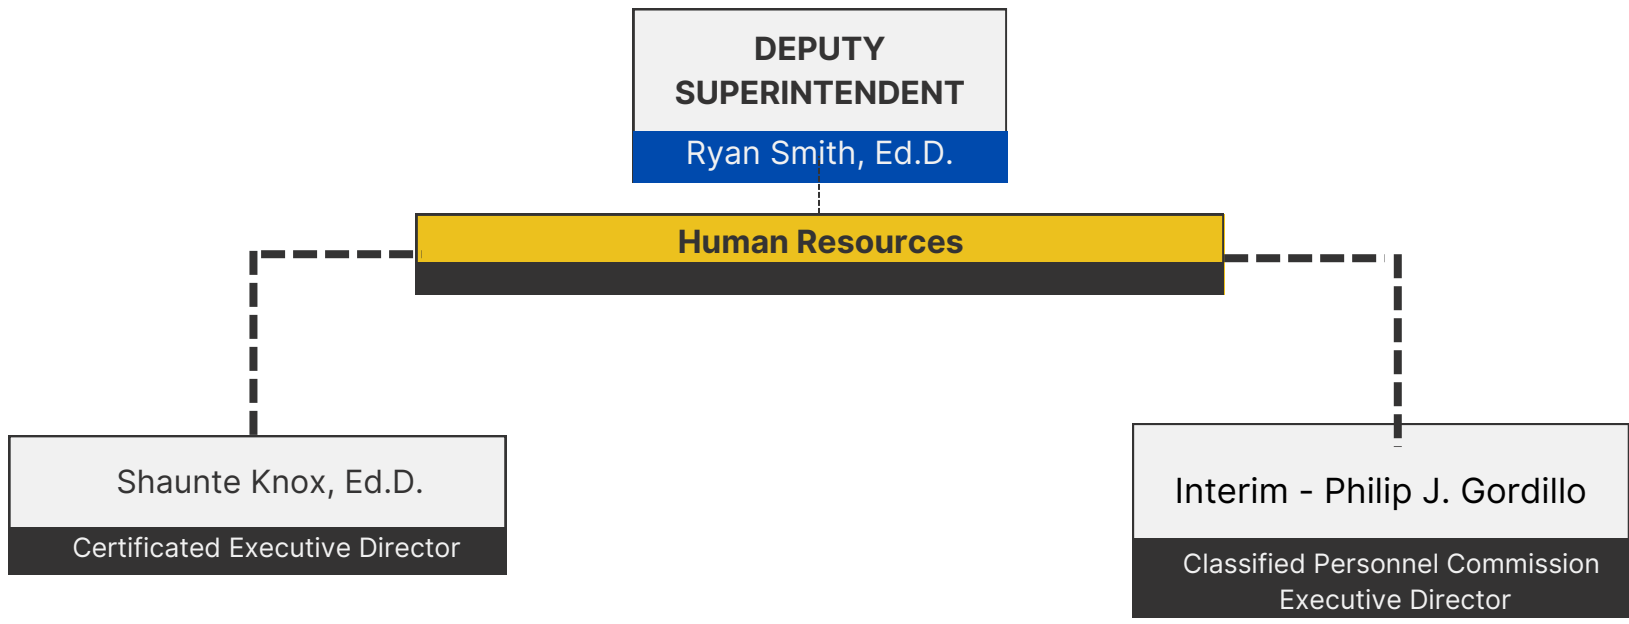 DEPUTY
SUPERINTENDENT
Ryan Smith, Ed.D.
Human Resources
Shaunte Knox, Ed.D.
Certificated Executive Director
Interim - Philip J. Gordillo
Classified Personnel Commission
Executive Director